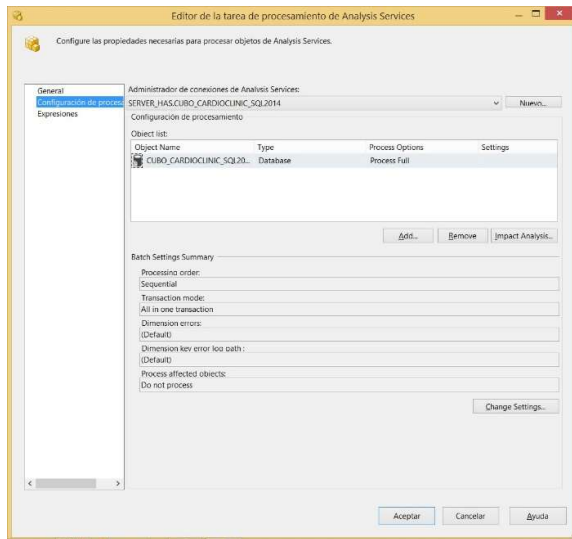 Editor de la tarea de procesamiento de Analysis Services
Configure las propiedades necesarias para procesar objetos de Analysis Services.
General
Configuración de procesa
Expresiones
Administrador de conexiones de Analysis Services:
SERVER_HAS.CUBO_CARDIOCLINIC_SQL2014
Nuevo...
Configuración de procesamiento
Object list:
Object Name Type Process Options Settings
CUBO_CARDIOCLINIC_SQL20... Database Process Full
Add... Remove Impact Analysis...
Batch Settings Summary
Processing order:
Sequential
Transaction mode:
All in one transaction
Dimension errors:
(Default)
Dimension key error log path :
(Default)
Process affected objects:
Do not process
Change Settings...
Aceptar Cancelar Ayuda